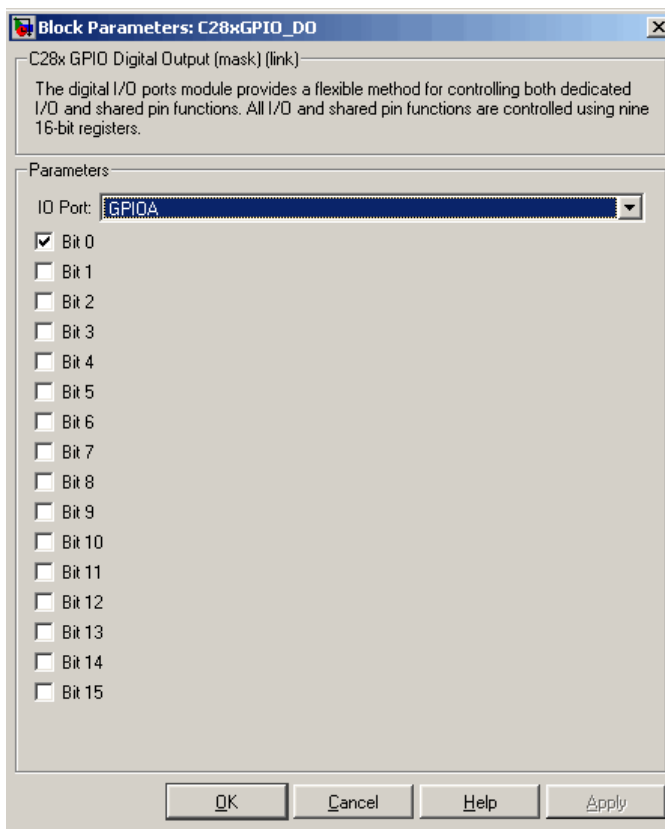 Block Parameters: C28xGPIO_DO
C28x GPIO Digital Output (mask) (link)
The digital I/O ports module provides a flexible method for controlling both dedicated
I/O and shared pin functions. All I/O and shared pin functions are controlled using nine
16-bit registers.
Parameters
IO Port: GPIOA
Bit 0
Bit 1
Bit 2
Bit 3
Bit 4
Bit 5
Bit 6
Bit 7
Bit 8
Bit 9
Bit 10
Bit 11
Bit 12
Bit 13
Bit 14
Bit 15
OK Cancel Help Apply